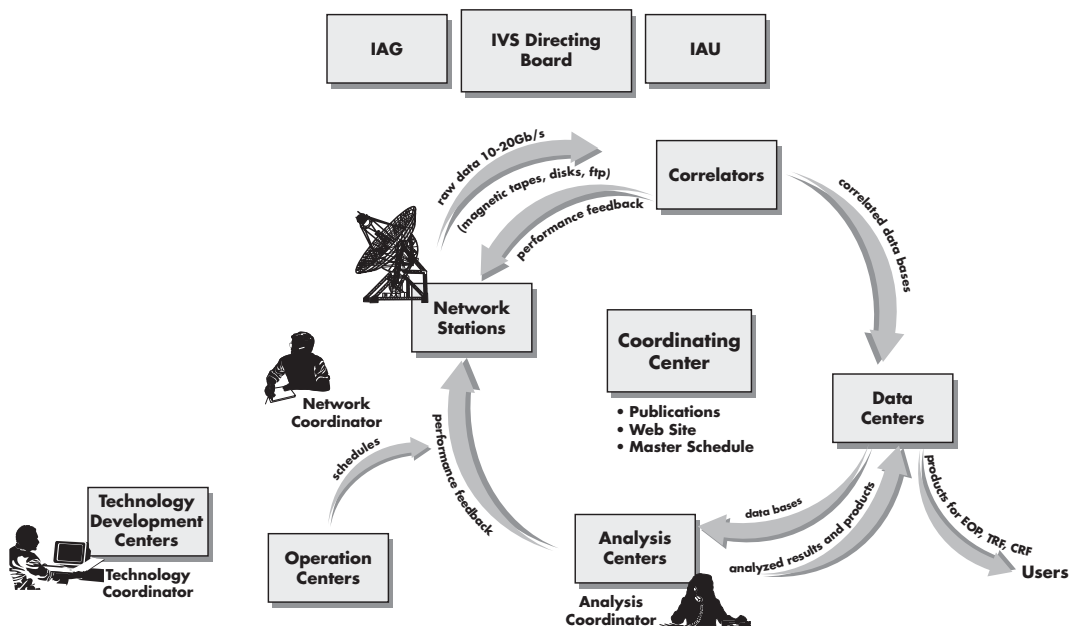 IAG
IVS Directing
Board
IAU
raw data 10-20Gb/s
(magnetic tapes, disks, ftp)
performance feedback
Correlators
correlated data bases
Network
Stations
Coordinating
Center
• Publications
• Web Site
• Master Schedule
Data
Centers
Network
Coordinator
schedules
performance feedback
data bases
analyzed results and products
products for EOP, TRF, CRF
Users
Technology
Development
Centers
Technology
Coordinator
Operation
Centers
Analysis
Centers
Analysis
Coordinator